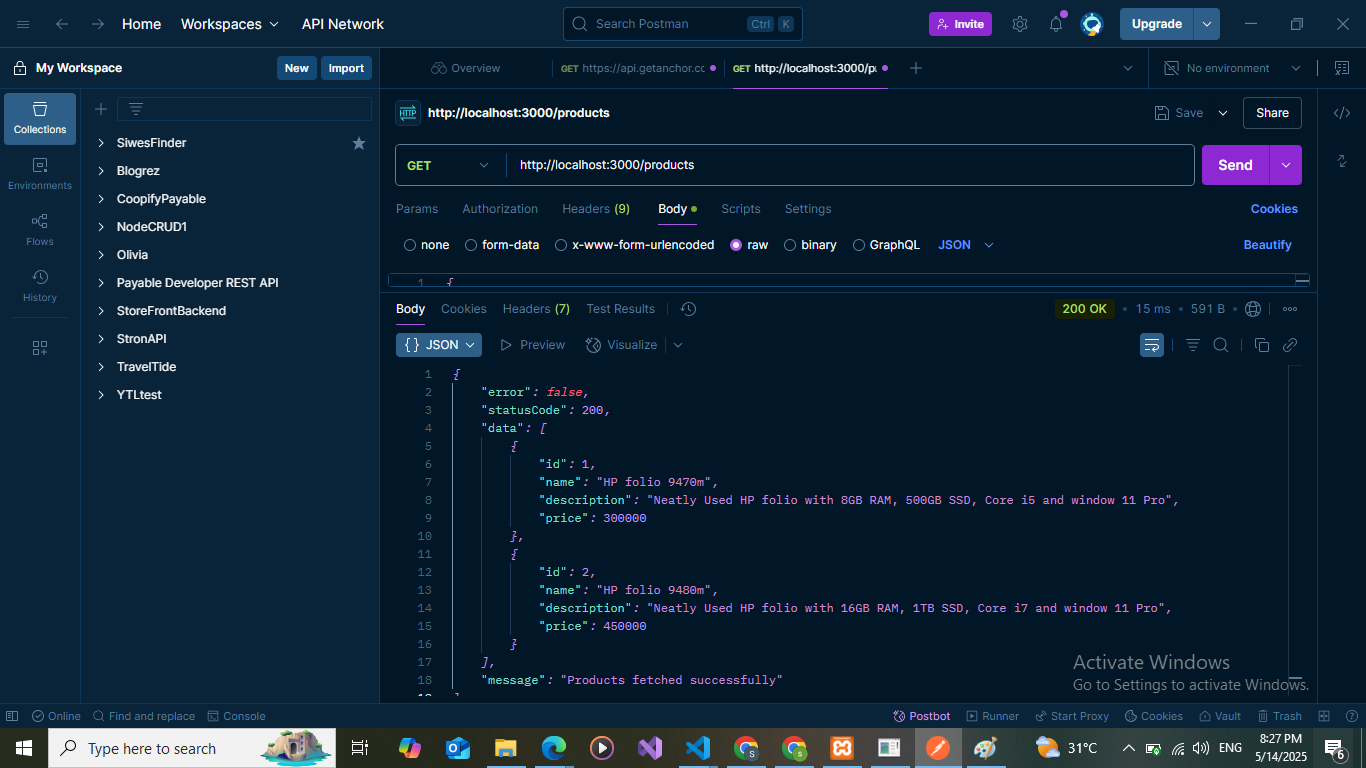 Home Workspaces API Network Search Postman Ctrl K Invite Upgrade
My Workspace New Import Overview GET https://api.getanchor.cc GET http://localhost:3000/p No environment
Collections
Environments
Flows
History
SiwesFinder
Blogrez
CoopifyPayable
NodeCRUD1
Olivia
Payable Developer REST API
StoreFrontBackend
StronAPI
TravelTide
YTLtest
HTTP http://localhost:3000/products Save Share
GET http://localhost:3000/products Send
Params Authorization Headers (9) Body Scripts Settings Cookies
none form-data x-www-form-urlencoded raw binary GraphQL JSON Beautify
1 {
Body Cookies Headers (7) Test Results 200 OK • 15 ms • 591 B •
{} JSON Preview Visualize
1 {
2 "error": false,
3 "statusCode": 200,
4 "data": [
5 {
6 "id": 1,
7 "name": "HP folio 9470m",
8 "description": "Neatly Used HP folio with 8GB RAM, 500GB SSD, Core i5 and window 11 Pro",
9 "price": 300000
10 },
11 {
12 "id": 2,
13 "name": "HP folio 9480m",
14 "description": "Neatly Used HP folio with 16GB RAM, 1TB SSD, Core i7 and window 11 Pro",
15 "price": 450000
16 }
17 ],
18 "message": "Products fetched successfully"
Activate Windows
Go to Settings to activate Windows.
Online Find and replace Console Postbot Runner Start Proxy Cookies Vault Trash
Type here to search 31°C ENG 8:27 PM
5/14/2025 6